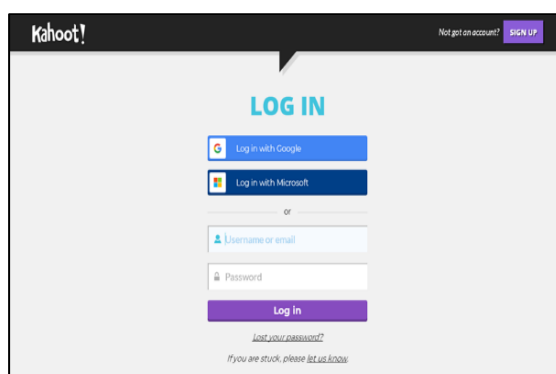 Kahoot!
Not got an account? SIGN UP
LOG IN
Log in with Google
Log in with Microsoft
or
Username or email
Password
Log in
Lost your password?
If you are stuck, please let us know.